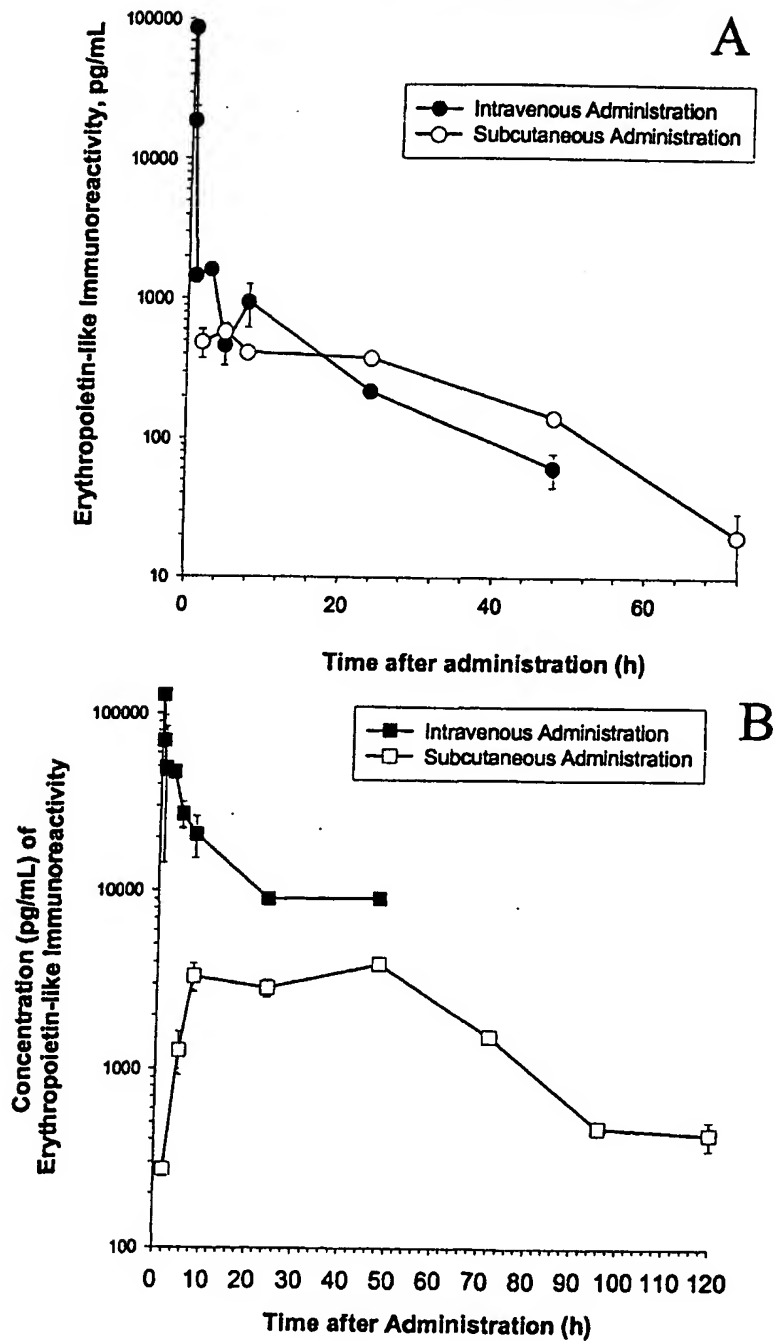 A
Erythropoietin-like Immunoreactivity, pg/mL
100000
10000
1000
100
10
Intravenous Administration
Subcutaneous Administration
0 20 40 60
Time after administration (h)
B
Concentration (pg/mL) of
Erythropoietin-like Immunoreactivity
100000
10000
1000
100
Intravenous Administration
Subcutaneous Administration
0 10 20 30 40 50 60 70 80 90 100 110 120
Time after Administration (h)